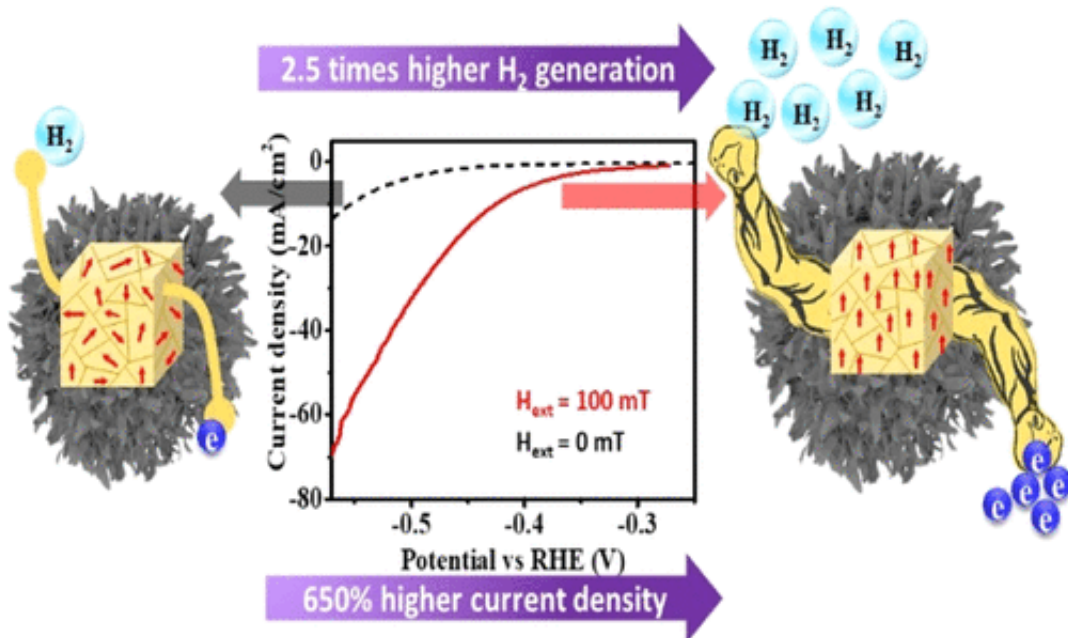 2.5 times higher H₂ generation
H₂
H₂
H₂
H₂
H₂
H₂
H₂
Current density (mA/cm²)
0
-20
-40
-60
-80
Hext = 100 mT
Hext = 0 mT
e
e
e
e
e
e
-0.5
-0.4
-0.3
Potential vs RHE (V)
650% higher current density